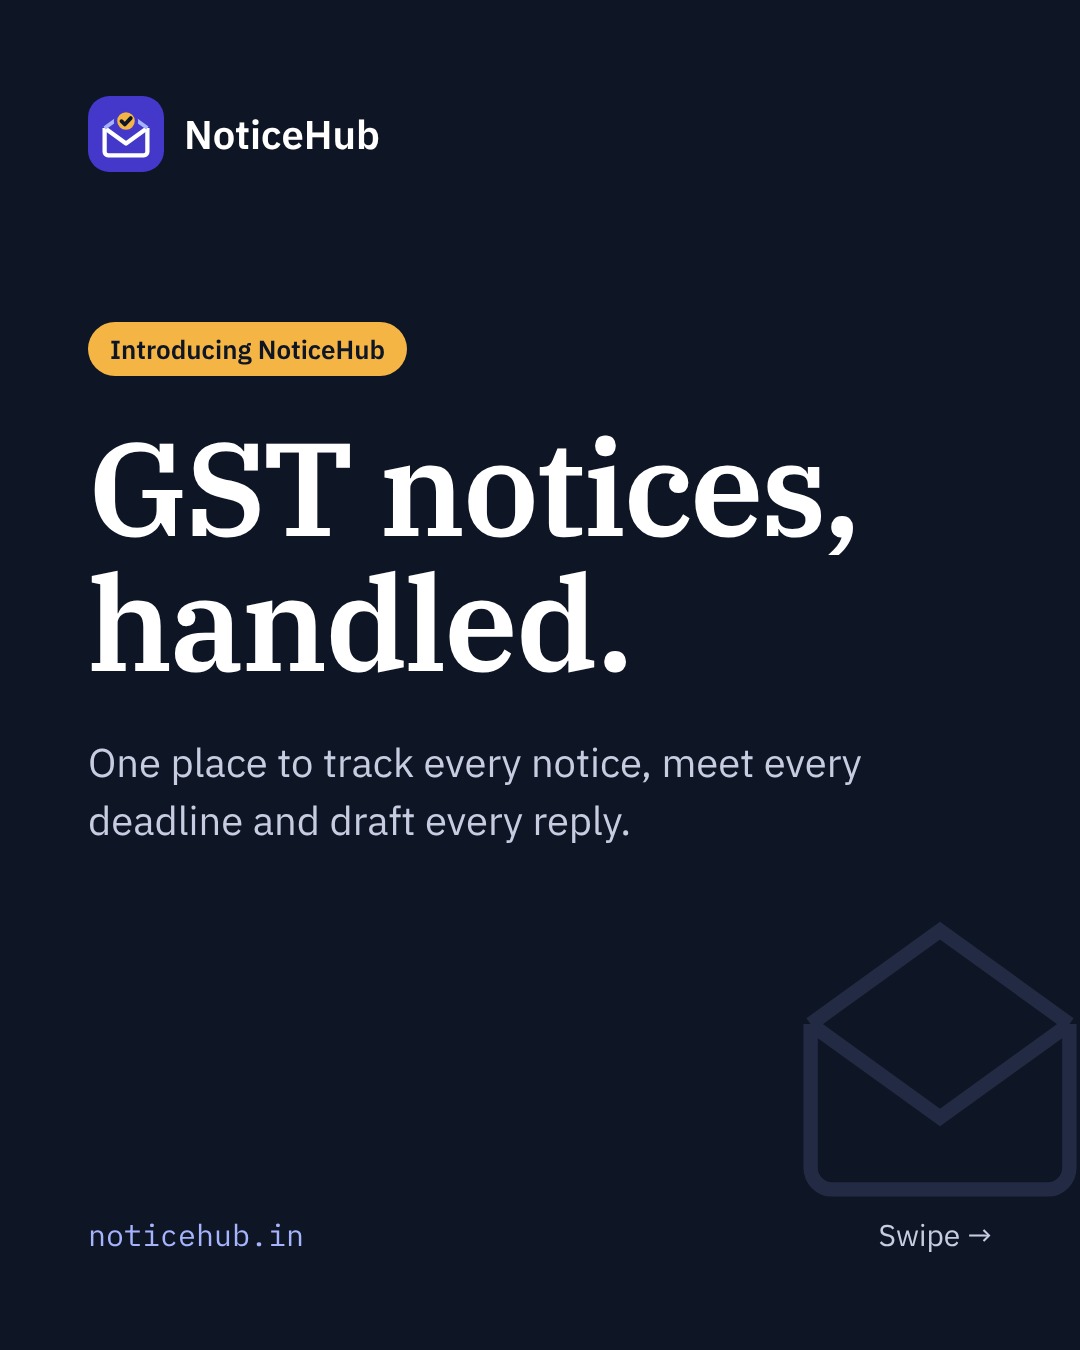 NoticeHub
Introducing NoticeHub
GST notices,
handled.
One place to track every notice, meet every
deadline and draft every reply.
noticehub.in
Swipe →